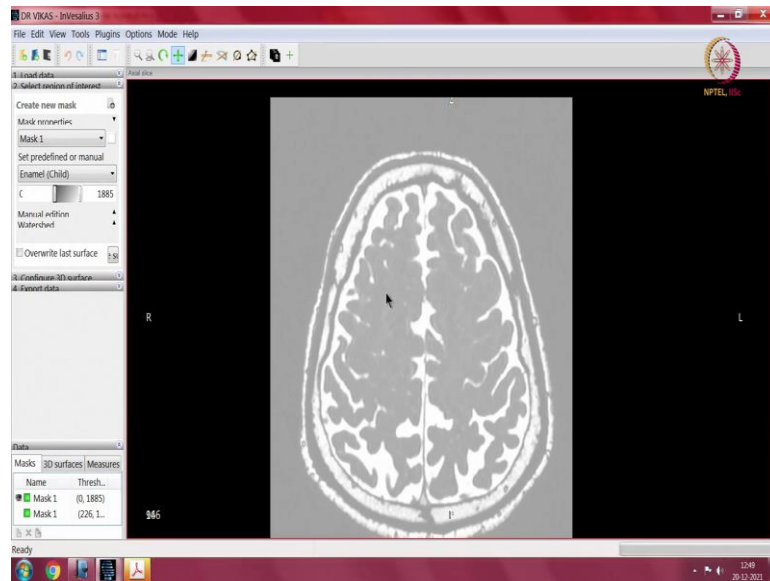 DR VIKAS - InVesalius 3
File Edit View Tools Plugins Options Mode Help
NPTEL, IISc
1. Load data
Axial slice
2. Select region of interest
Create new mask
Mask properties
Mask 1
Set predefined or manual
Enamel (Child)
1885
Manual edition
Watershed
Overwrite last surface
3. Configure 3D surface
4. Export data
R
L
Data
Masks 3D surfaces Measures
Name Thresh..
Mask 1 (0, 1885)
Mask 1 (226, 1...
Ready
12:49
20-12-2021